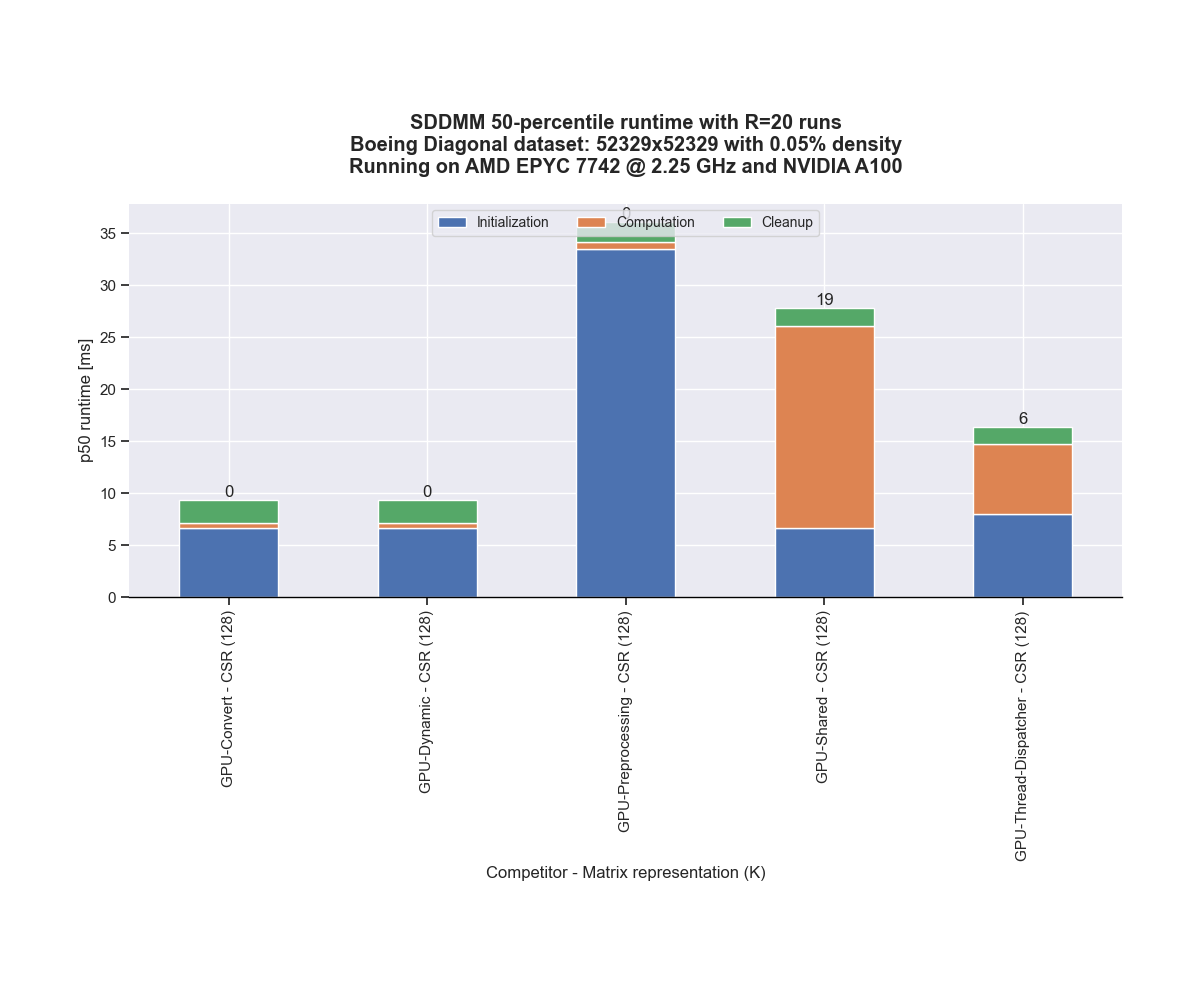 SDDMM 50-percentile runtime with R=20 runs
Boeing Diagonal dataset: 52329x52329 with 0.05% density
Running on AMD EPYC 7742 @ 2.25 GHz and NVIDIA A100
Initialization
Computation
Cleanup
p50 runtime [ms]
35
30
25
20
15
10
5
0
0
0
0
19
6
GPU-Convert - CSR (128)
GPU-Dynamic - CSR (128)
GPU-Preprocessing - CSR (128)
GPU-Shared - CSR (128)
GPU-Thread-Dispatcher - CSR (128)
Competitor - Matrix representation (K)